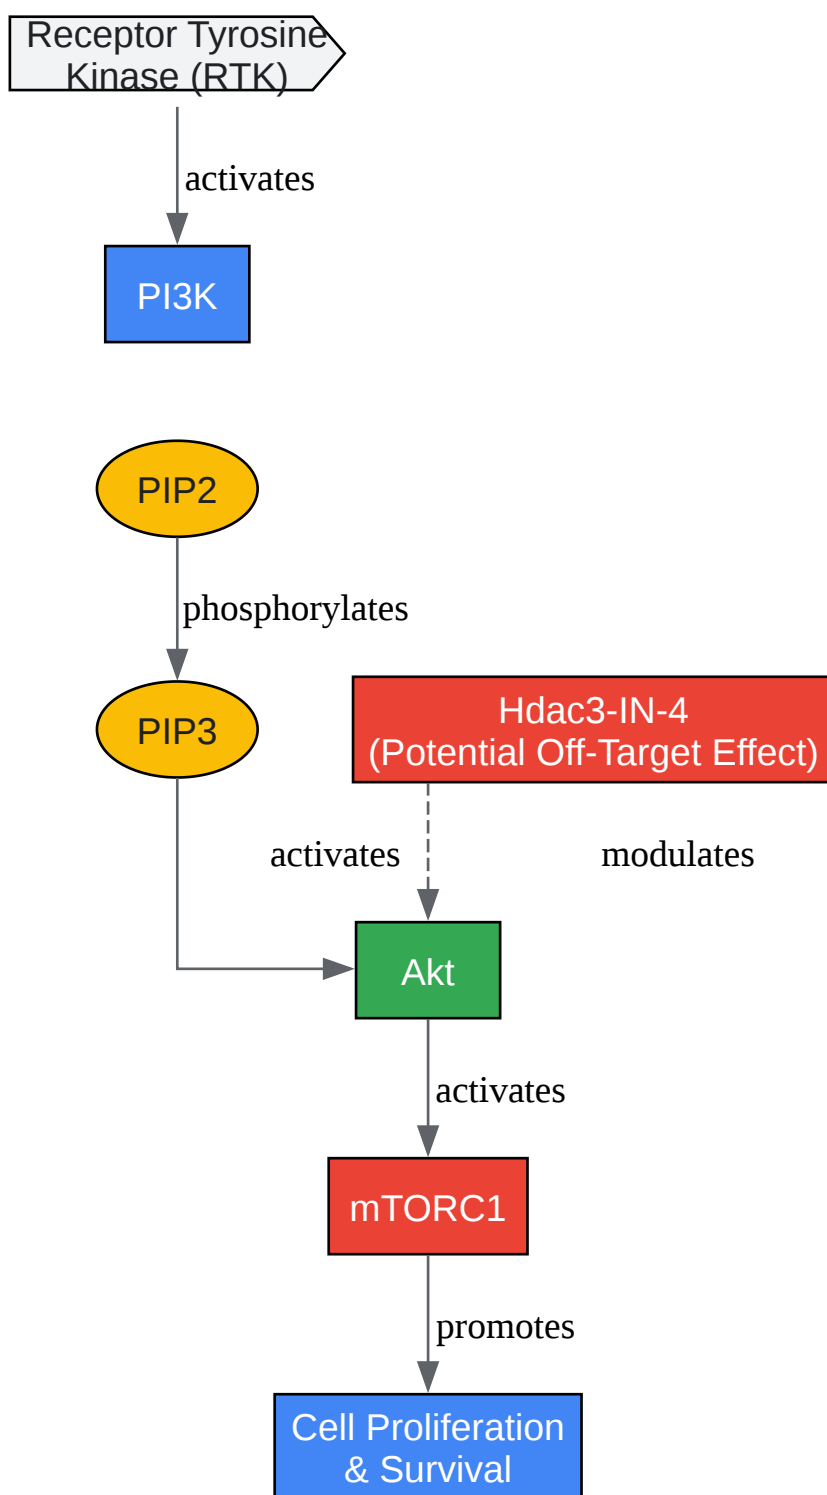 Receptor Tyrosine
Kinase (RTK)
activates
PI3K
PIP2
phosphorylates
PIP3
Hdac3-IN-4
(Potential Off-Target Effect)
activates
modulates
Akt
activates
mTORC1
promotes
Cell Proliferation
& Survival